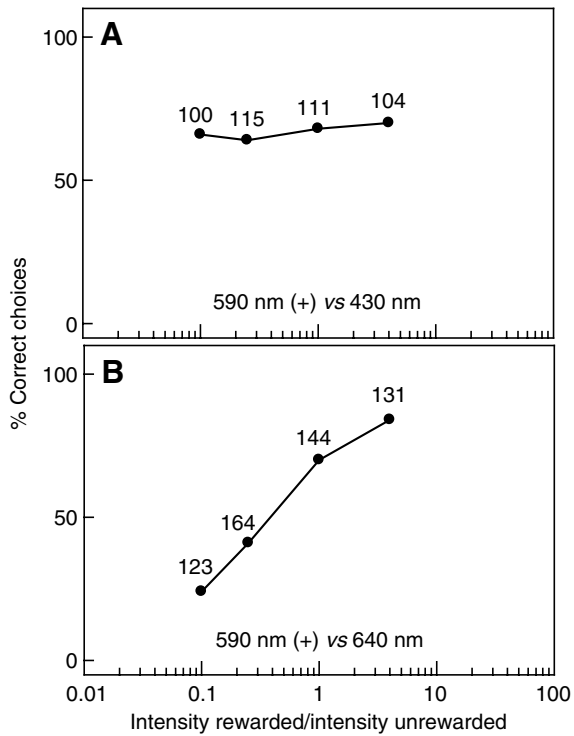 % Correct choices
A
100
100 115 111 104
50
590 nm (+) vs 430 nm
0
B
100
131
144
50
164
123
590 nm (+) vs 640 nm
0
0.01 0.1 1 10 100
Intensity rewarded/intensity unrewarded